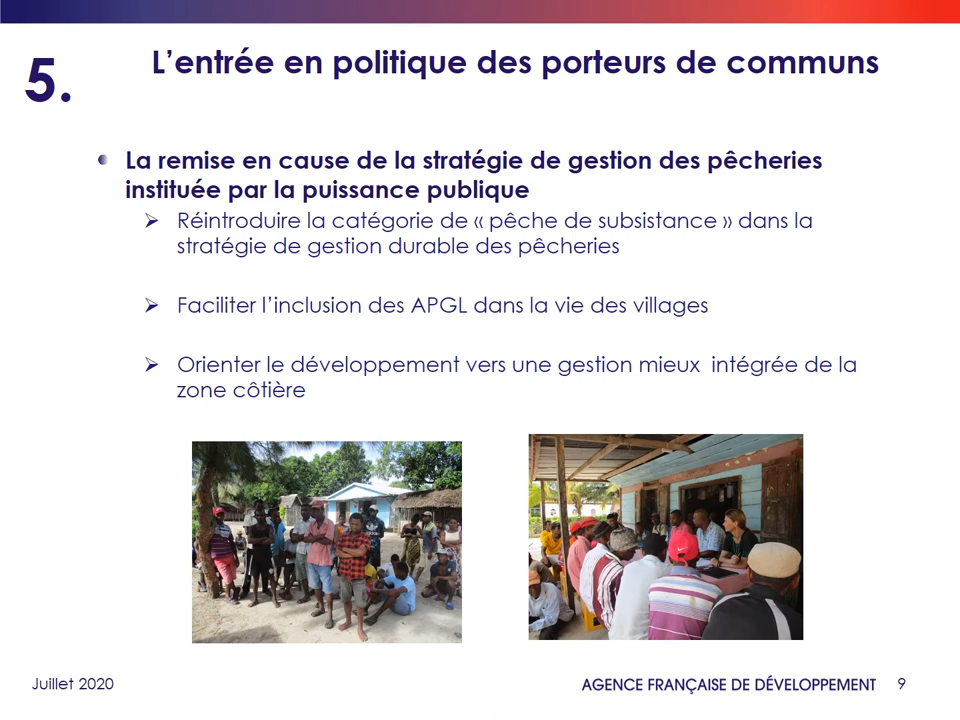 5.
L’entrée en politique des porteurs de communs
La remise en cause de la stratégie de gestion des pêcheries
instituée par la puissance publique
Réintroduire la catégorie de « pêche de subsistance » dans la
stratégie de gestion durable des pêcheries
Faciliter l’inclusion des APGL dans la vie des villages
Orienter le développement vers une gestion mieux  intégrée de la
zone côtière
Juillet 2020
AGENCE FRANÇAISE DE DÉVELOPPEMENT
9